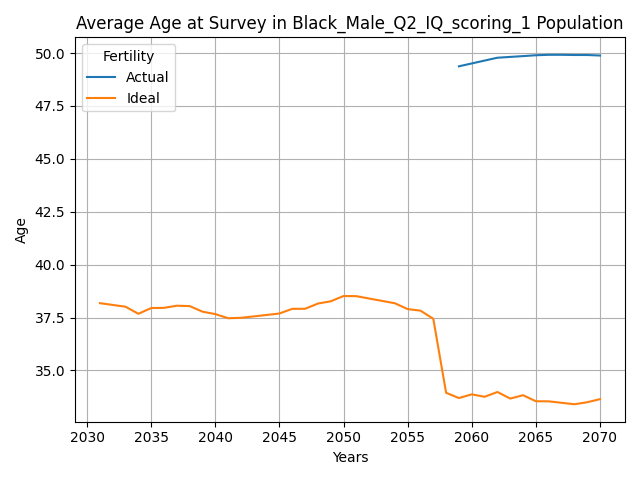 Average Age at Survey in Black_Male_Q2_IQ_scoring_1 Population
Fertility
Actual
Ideal
50.0
47.5
45.0
42.5
40.0
37.5
35.0
Age
2030 2035 2040 2045 2050 2055 2060 2065 2070
Years